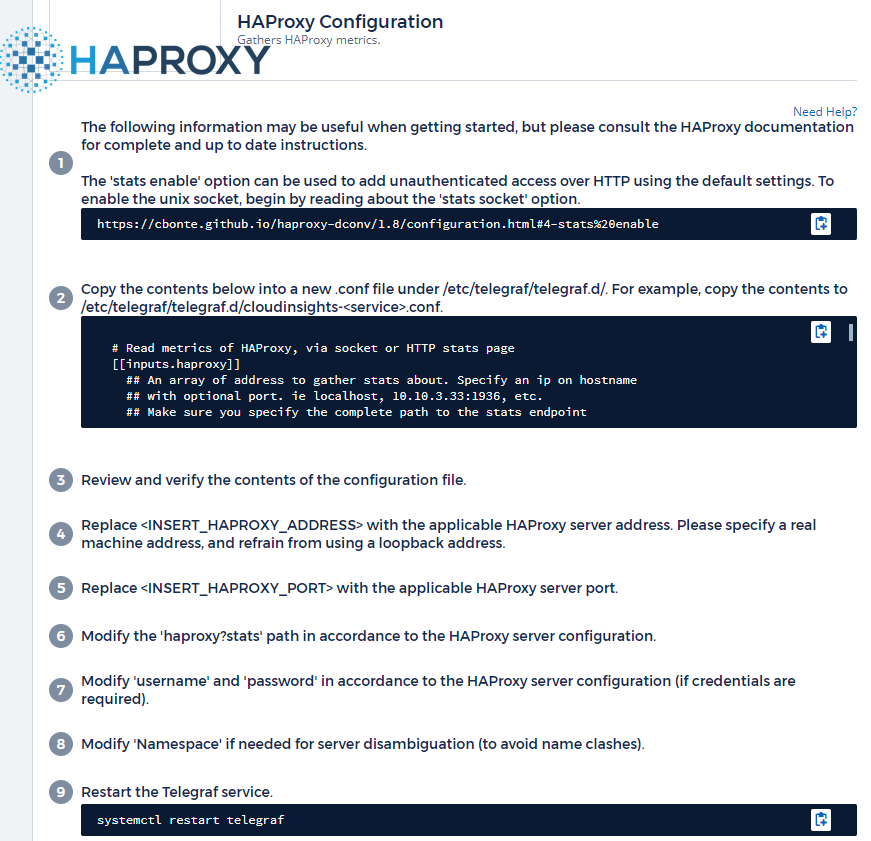 HAProxy Configuration
Gathers HAProxy metrics.
HAPROXY
Need Help?
The following information may be useful when getting started, but please consult the HAProxy documentation
for complete and up to date instructions.
1
The 'stats enable' option can be used to add unauthenticated access over HTTP using the default settings. To
enable the unix socket, begin by reading about the 'stats socket' option.
https://cbonte.github.io/haproxy-dconv/1.8/configuration.html#4-stats%20enable
2
Copy the contents below into a new .conf file under /etc/telegraf/telegraf.d/. For example, copy the contents to
/etc/telegraf/telegraf.d/cloudinsights-<service>.conf.
# Read metrics of HAProxy, via socket or HTTP stats page
[[inputs.haproxy]]
## An array of address to gather stats about. Specify an ip on hostname
## with optional port. ie localhost, 10.10.3.33:1936, etc.
## Make sure you specify the complete path to the stats endpoint
3 Review and verify the contents of the configuration file.
4
Replace <INSERT_HAPROXY_ADDRESS> with the applicable HAProxy server address. Please specify a real
machine address, and refrain from using a loopback address.
5 Replace <INSERT_HAPROXY_PORT> with the applicable HAProxy server port.
6 Modify the 'haproxy?stats' path in accordance to the HAProxy server configuration.
7
Modify 'username' and 'password' in accordance to the HAProxy server configuration (if credentials are
required).
8 Modify 'Namespace' if needed for server disambiguation (to avoid name clashes).
9 Restart the Telegraf service.
systemctl restart telegraf